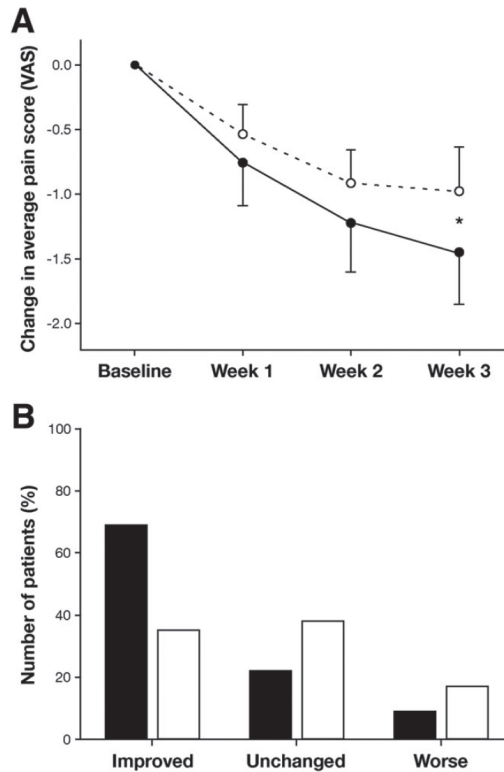 A
Change in average pain score (VAS)
0.0
-0.5
-1.0
-1.5
-2.0
*
Baseline Week 1 Week 2 Week 3
B
Number of patients (%)
100
80
60
40
20
0
Improved Unchanged Worse